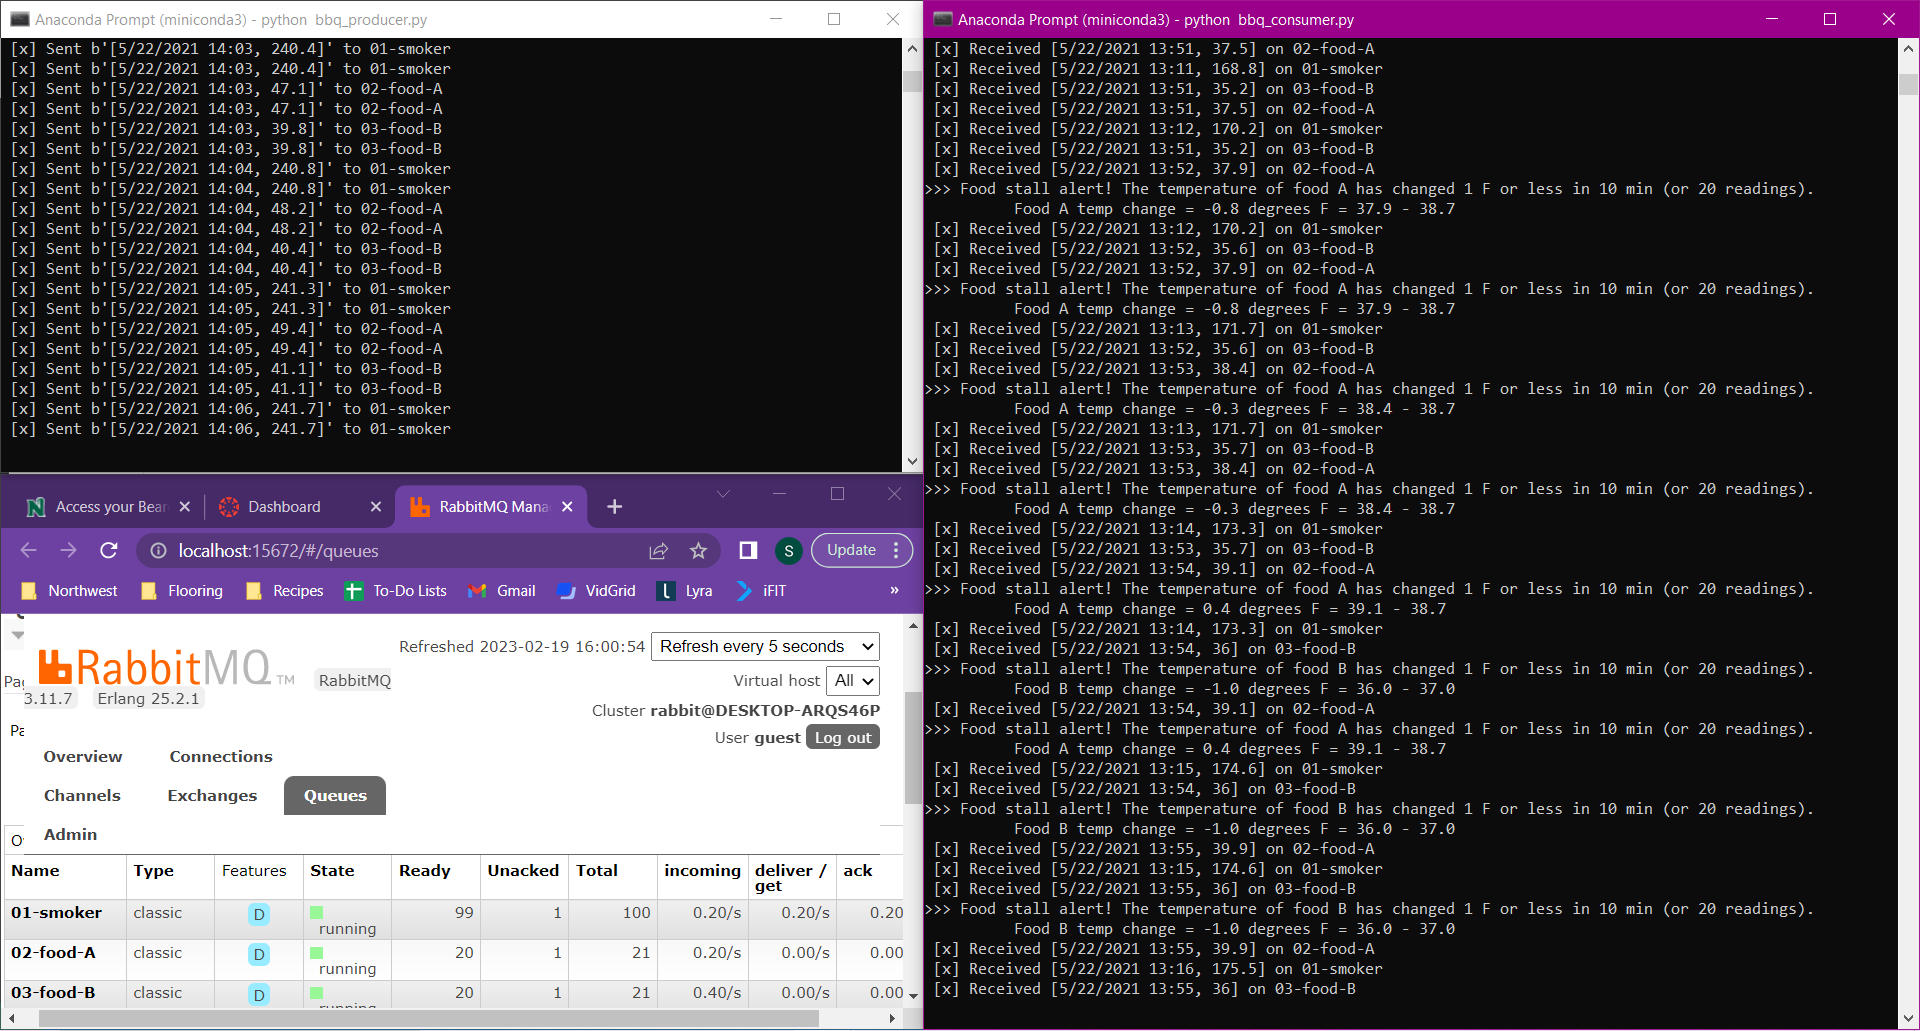 Anaconda Prompt (miniconda3) - python  bbq_producer.py
[x] Sent b'[5/22/2021 14:03, 240.4]' to 01-smoker
[x] Sent b'[5/22/2021 14:03, 240.4]' to 01-smoker
[x] Sent b'[5/22/2021 14:03, 47.1]' to 02-food-A
[x] Sent b'[5/22/2021 14:03, 47.1]' to 02-food-A
[x] Sent b'[5/22/2021 14:03, 39.8]' to 03-food-B
[x] Sent b'[5/22/2021 14:03, 39.8]' to 03-food-B
[x] Sent b'[5/22/2021 14:04, 240.8]' to 01-smoker
[x] Sent b'[5/22/2021 14:04, 240.8]' to 01-smoker
[x] Sent b'[5/22/2021 14:04, 48.2]' to 02-food-A
[x] Sent b'[5/22/2021 14:04, 48.2]' to 02-food-A
[x] Sent b'[5/22/2021 14:04, 40.4]' to 03-food-B
[x] Sent b'[5/22/2021 14:04, 40.4]' to 03-food-B
[x] Sent b'[5/22/2021 14:05, 241.3]' to 01-smoker
[x] Sent b'[5/22/2021 14:05, 241.3]' to 01-smoker
[x] Sent b'[5/22/2021 14:05, 49.4]' to 02-food-A
[x] Sent b'[5/22/2021 14:05, 49.4]' to 02-food-A
[x] Sent b'[5/22/2021 14:05, 41.1]' to 03-food-B
[x] Sent b'[5/22/2021 14:05, 41.1]' to 03-food-B
[x] Sent b'[5/22/2021 14:06, 241.7]' to 01-smoker
[x] Sent b'[5/22/2021 14:06, 241.7]' to 01-smoker
Access your Bear Dashboard RabbitMQ Mana
localhost:15672/#/queues S Update
Northwest Flooring Recipes To-Do Lists Gmail VidGrid Lyra iFIT »
Refreshed 2023-02-19 16:00:54 Refresh every 5 seconds
RabbitMQ TM RabbitMQ
3.11.7 Erlang 25.2.1
Virtual host All
Cluster rabbit@DESKTOP-ARQS46P
User guest Log out
Overview Connections
Channels Exchanges Queues
Admin
Name Type Features State Ready Unacked Total incoming deliver / get ack
01-smoker classic D running 99 1 100 0.20/s 0.20/s 0.20
02-food-A classic D running 20 1 21 0.20/s 0.00/s 0.00
03-food-B classic D running 20 1 21 0.40/s 0.00/s 0.00
Anaconda Prompt (miniconda3) - python  bbq_consumer.py
[x] Received [5/22/2021 13:51, 37.5] on 02-food-A
[x] Received [5/22/2021 13:11, 168.8] on 01-smoker
[x] Received [5/22/2021 13:51, 35.2] on 03-food-B
[x] Received [5/22/2021 13:51, 37.5] on 02-food-A
[x] Received [5/22/2021 13:12, 170.2] on 01-smoker
[x] Received [5/22/2021 13:51, 35.2] on 03-food-B
[x] Received [5/22/2021 13:52, 37.9] on 02-food-A
>>> Food stall alert! The temperature of food A has changed 1 F or less in 10 min (or 20 readings).
Food A temp change = -0.8 degrees F = 37.9 - 38.7
[x] Received [5/22/2021 13:12, 170.2] on 01-smoker
[x] Received [5/22/2021 13:52, 35.6] on 03-food-B
[x] Received [5/22/2021 13:52, 37.9] on 02-food-A
>>> Food stall alert! The temperature of food A has changed 1 F or less in 10 min (or 20 readings).
Food A temp change = -0.8 degrees F = 37.9 - 38.7
[x] Received [5/22/2021 13:13, 171.7] on 01-smoker
[x] Received [5/22/2021 13:52, 35.6] on 03-food-B
[x] Received [5/22/2021 13:53, 38.4] on 02-food-A
>>> Food stall alert! The temperature of food A has changed 1 F or less in 10 min (or 20 readings).
Food A temp change = -0.3 degrees F = 38.4 - 38.7
[x] Received [5/22/2021 13:13, 171.7] on 01-smoker
[x] Received [5/22/2021 13:53, 35.7] on 03-food-B
[x] Received [5/22/2021 13:53, 38.4] on 02-food-A
>>> Food stall alert! The temperature of food A has changed 1 F or less in 10 min (or 20 readings).
Food A temp change = -0.3 degrees F = 38.4 - 38.7
[x] Received [5/22/2021 13:14, 173.3] on 01-smoker
[x] Received [5/22/2021 13:53, 35.7] on 03-food-B
[x] Received [5/22/2021 13:54, 39.1] on 02-food-A
>>> Food stall alert! The temperature of food A has changed 1 F or less in 10 min (or 20 readings).
Food A temp change = 0.4 degrees F = 39.1 - 38.7
[x] Received [5/22/2021 13:14, 173.3] on 01-smoker
[x] Received [5/22/2021 13:54, 36] on 03-food-B
>>> Food stall alert! The temperature of food B has changed 1 F or less in 10 min (or 20 readings).
Food B temp change = -1.0 degrees F = 36.0 - 37.0
[x] Received [5/22/2021 13:54, 39.1] on 02-food-A
>>> Food stall alert! The temperature of food A has changed 1 F or less in 10 min (or 20 readings).
Food A temp change = 0.4 degrees F = 39.1 - 38.7
[x] Received [5/22/2021 13:15, 174.6] on 01-smoker
[x] Received [5/22/2021 13:54, 36] on 03-food-B
>>> Food stall alert! The temperature of food B has changed 1 F or less in 10 min (or 20 readings).
Food B temp change = -1.0 degrees F = 36.0 - 37.0
[x] Received [5/22/2021 13:55, 39.9] on 02-food-A
[x] Received [5/22/2021 13:15, 174.6] on 01-smoker
[x] Received [5/22/2021 13:55, 36] on 03-food-B
>>> Food stall alert! The temperature of food B has changed 1 F or less in 10 min (or 20 readings).
Food B temp change = -1.0 degrees F = 36.0 - 37.0
[x] Received [5/22/2021 13:55, 39.9] on 02-food-A
[x] Received [5/22/2021 13:16, 175.5] on 01-smoker
[x] Received [5/22/2021 13:55, 36] on 03-food-B